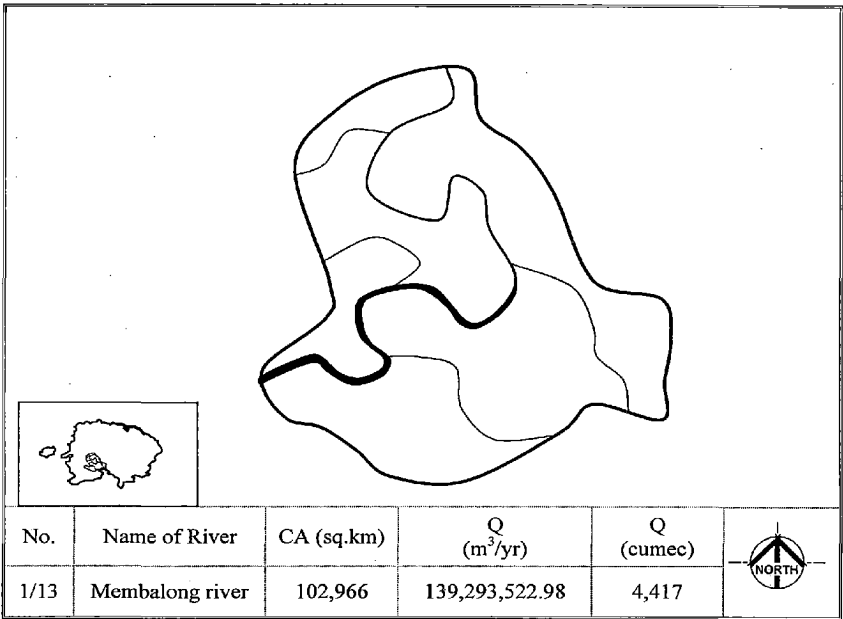 No.
Name of River
CA (sq.km)
Q
(m³/yr)
Q
(cumec)
NORTH
1/13
Membalong river
102,966
139,293,522.98
4,417